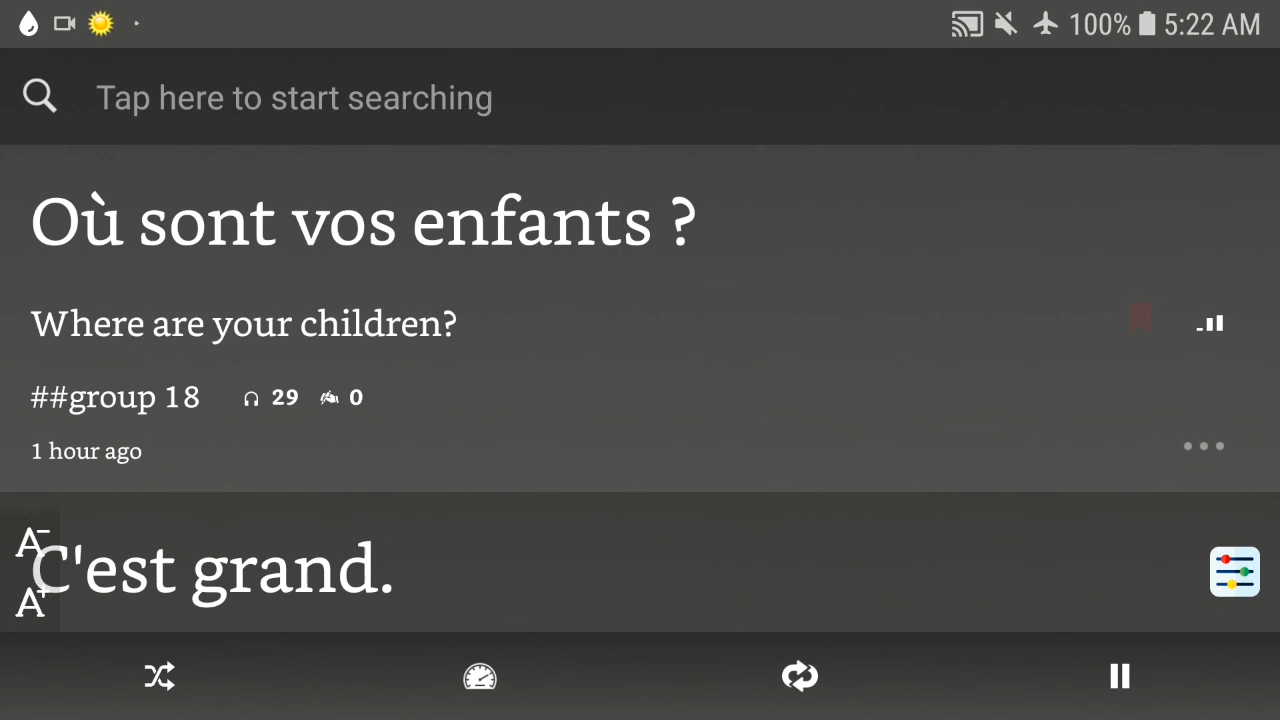 100% 5:22 AM
Tap here to start searching
Où sont vos enfants ?
Where are your children?
##group 18 29 0
1 hour ago
A-
C'est grand.
A+